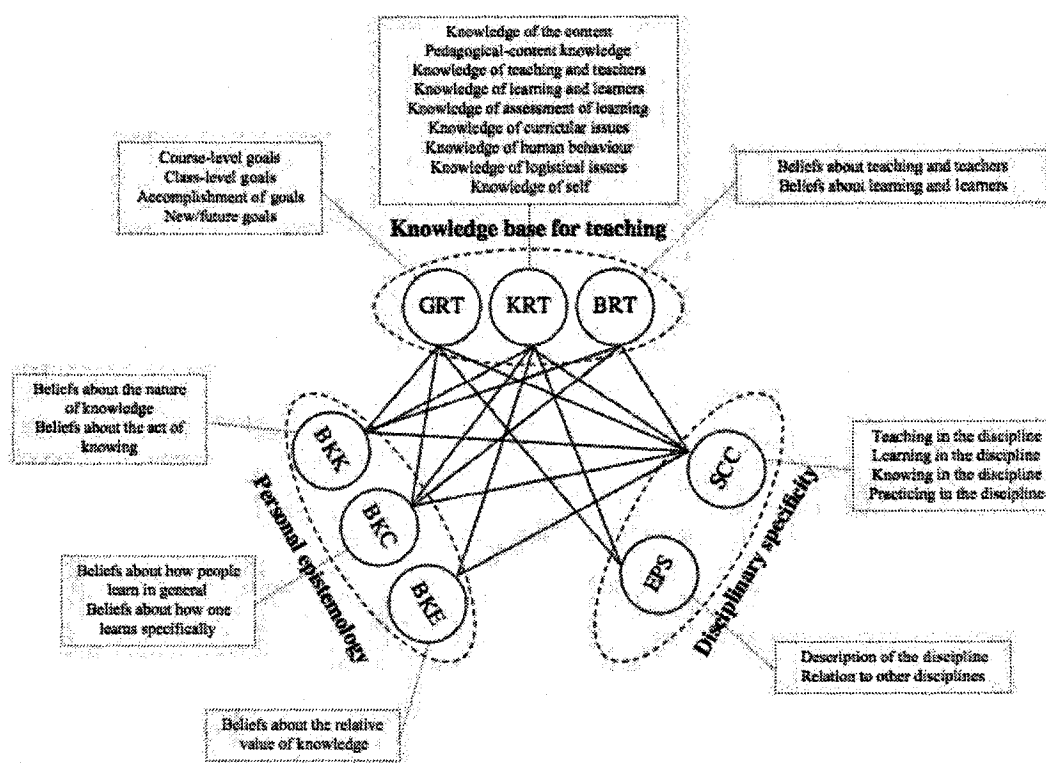 Knowledge of the content
Pedagogical-content knowledge
Knowledge of teaching and teachers
Knowledge of learning and learners
Knowledge of assessment of learning
Knowledge of curricular issues
Knowledge of human behaviour
Knowledge of logistical issues
Knowledge of self
Course-level goals
Class-level goals
Accomplishment of goals
New/future goals
Beliefs about teaching and teachers
Beliefs about learning and learners
Knowledge base for teaching
GRT
KRT
BRT
Beliefs about the nature
of knowledge
Beliefs about the act of
knowing
BKK
BKC
BKE
Personal epistemology
SCC
EPS
Disciplinary specificity
Teaching in the discipline
Learning in the discipline
Knowing in the discipline
Practicing in the discipline
Beliefs about how people
learn in general
Beliefs about how one
learns specifically
Description of the discipline
Relation to other disciplines
Beliefs about the relative
value of knowledge